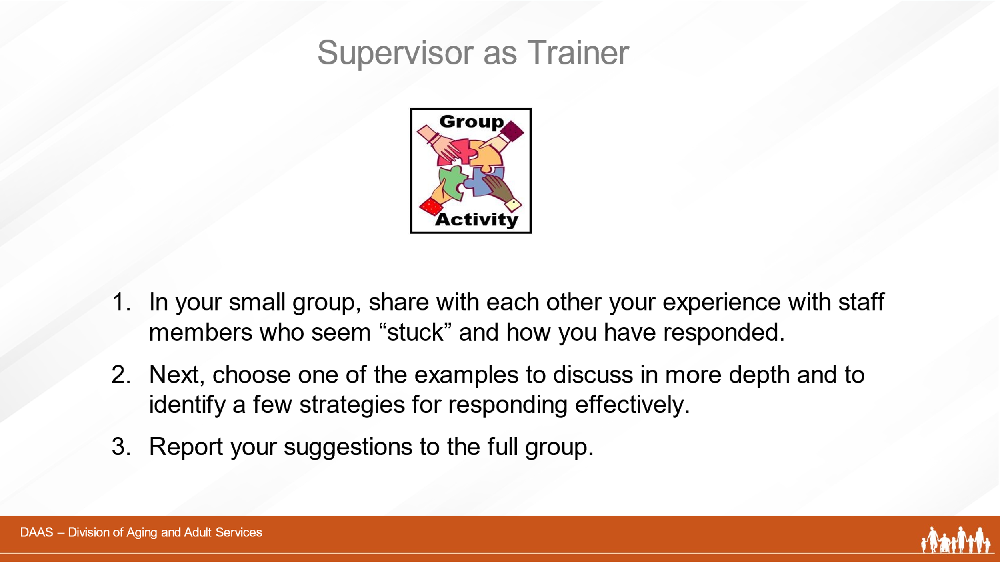 Supervisor as Trainer
Group
Activity
1. In your small group, share with each other your experience with staff
members who seem “stuck” and how you have responded.
2. Next, choose one of the examples to discuss in more depth and to
identify a few strategies for responding effectively.
3. Report your suggestions to the full group.
DAAS – Division of Aging and Adult Services